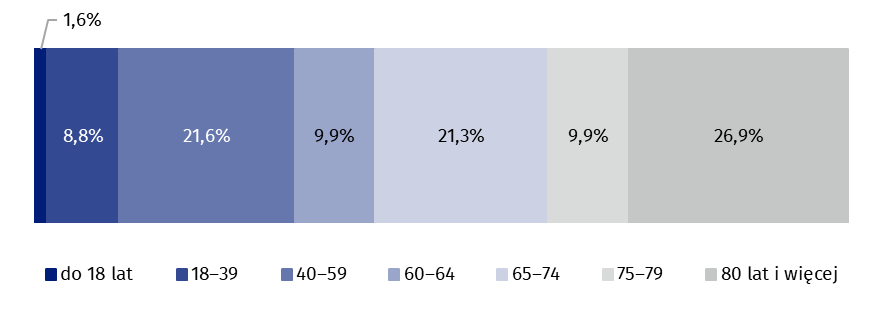 1,6%
8,8% 21,6% 9,9% 21,3% 9,9% 26,9%
do 18 lat 18–39 40–59 60–64 65–74 75–79 80 lat i więcej